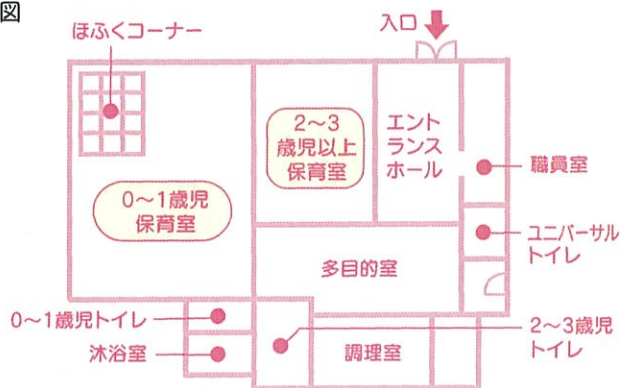 図
ほふくコーナー
入口
2〜3
歳児以上
保育室
エント
ランス
ホール
職員室
0〜1歳児
保育室
ユニバーサル
トイレ
多目的室
0〜1歳児トイレ
2〜3歳児
トイレ
沐浴室
調理室